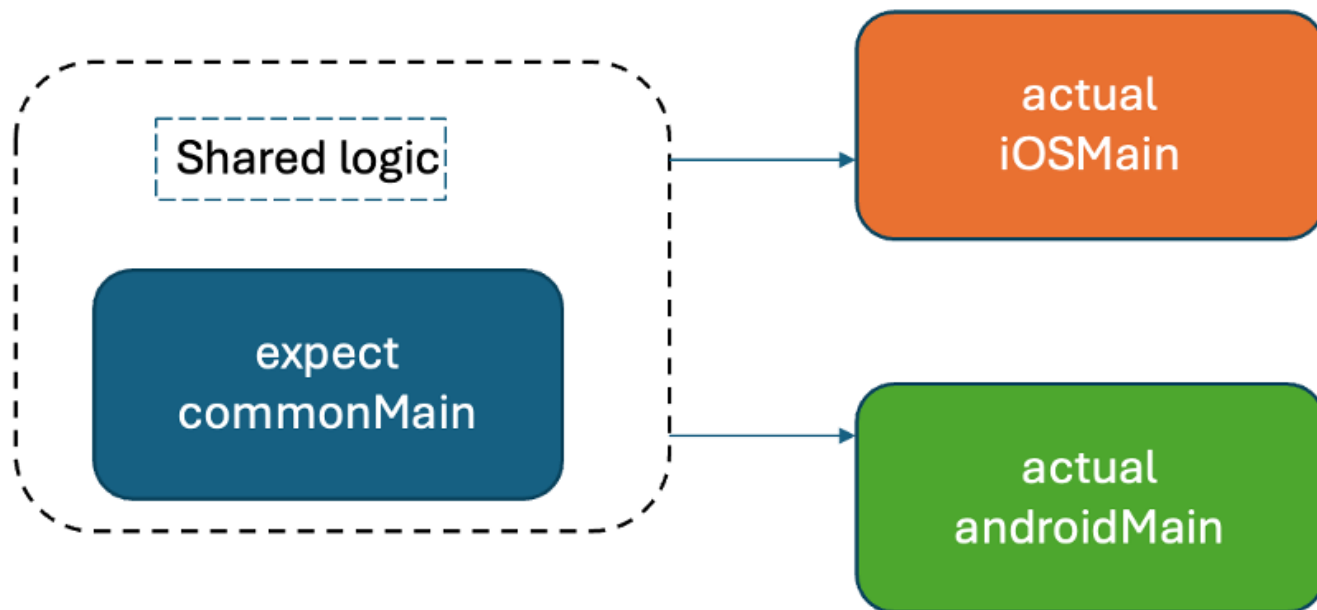 Shared logic
expect
commonMain
actual
iOSMain
actual
androidMain